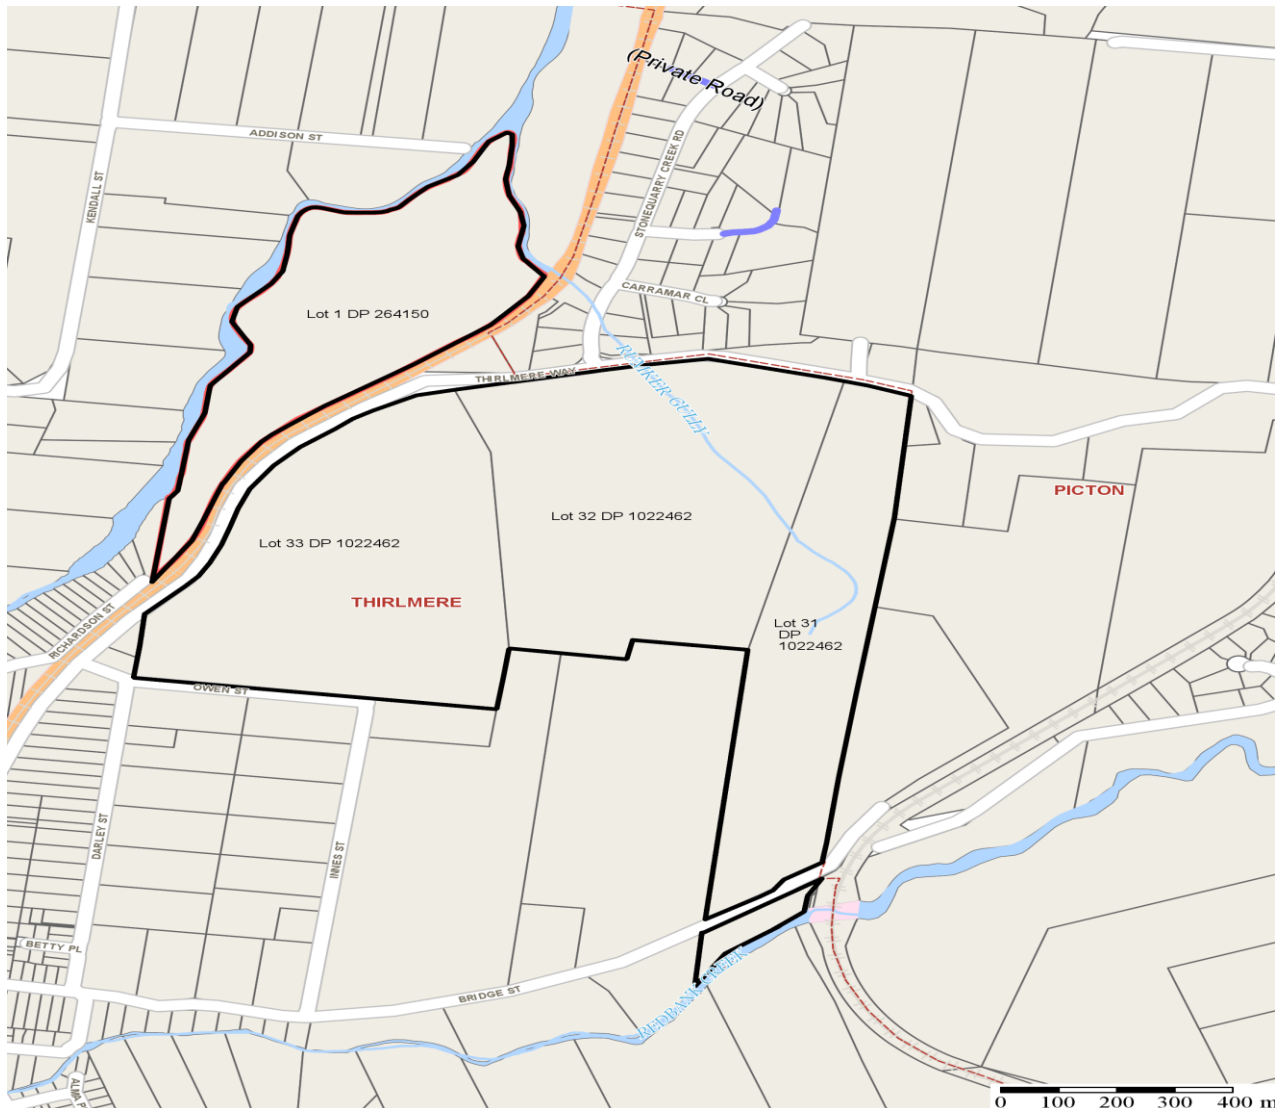 (Private Road)
ADDISON ST
KENDALL ST
STONEQUARRY CREEK RD
CARRAMAR CL
Lot 1 DP 264150
RUMKER GULLY
THIRLMERE WAY
PICTON
Lot 32 DP 1022462
Lot 33 DP 1022462
THIRLMERE
RICHARDSON ST
Lot 31
DP
1022462
OWEN ST
DARLEY ST
INNES ST
BETTY PL
REDBANK CREEK
BRIDGE ST
0 100 200 300 400 m